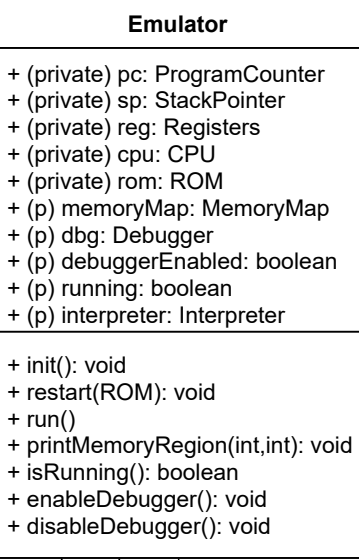 Emulator
+ (private) pc: ProgramCounter
+ (private) sp: StackPointer
+ (private) reg: Registers
+ (private) cpu: CPU
+ (private) rom: ROM
+ (p) memoryMap: MemoryMap
+ (p) dbg: Debugger
+ (p) debuggerEnabled: boolean
+ (p) running: boolean
+ (p) interpreter: Interpreter
+ init(): void
+ restart(ROM): void
+ run()
+ printMemoryRegion(int,int): void
+ isRunning(): boolean
+ enableDebugger(): void
+ disableDebugger(): void